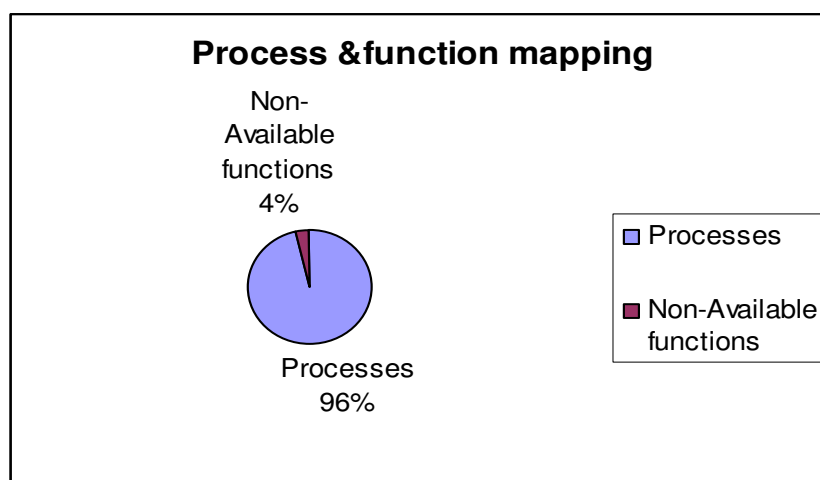 Process &function mapping
Non-
Available
functions
4%
Processes
96%
Processes
Non-Available
functions